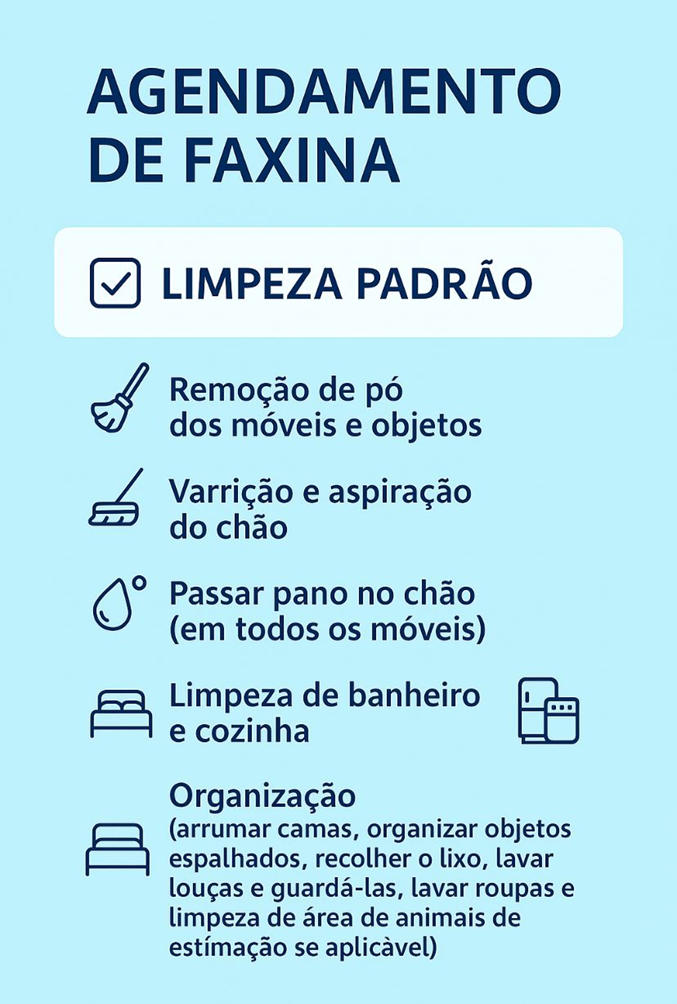 AGENDAMENTO
DE FAXINA
LIMPEZA PADRÃO
Remoção de pó
dos móveis e objetos
Varrição e aspiração
do chão
Passar pano no chão
(em todos os móveis)
Limpeza de banheiro
e cozinha
Organização
(arrumar camas, organizar objetos
espalhados, recolher o lixo, lavar
louças e guardá-las, lavar roupas e
limpeza de área de animais de
estímação se aplicàvel)